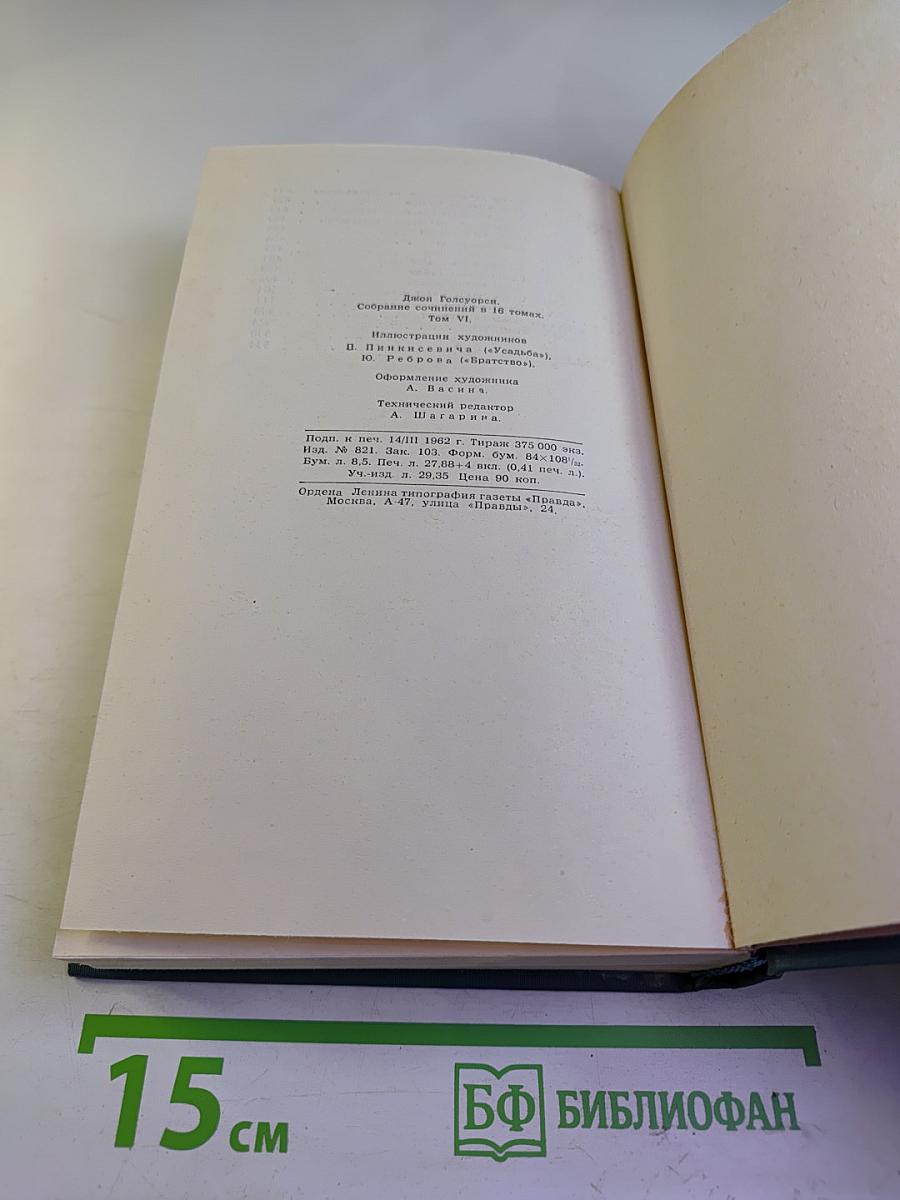 Джон Голсуорси.
Собрание сочинений в 16 томах.
Том VI.
Иллюстрации художников
П. Пинкисевича («Усадьба»),
Ю. Реброва («Братство»).
Оформление художника
А. Васина.
Технический редактор
А. Шагарина.
Подп. к печ. 14/III 1962 г. Тираж 375 000 экз.
Изд. № 821. Зак. 103. Форм. бум. 84×108¹/₃₂.
Бум. л. 8,5. Печ. л. 27,88+4 вкл. (0,41 печ. л.).
Уч.-изд. л. 29,35 Цена 90 коп.
Ордена Ленина типография газеты «Правда».
Москва, А-47, улица «Правды», 24.
15 см
БФ БИБЛИОФАН